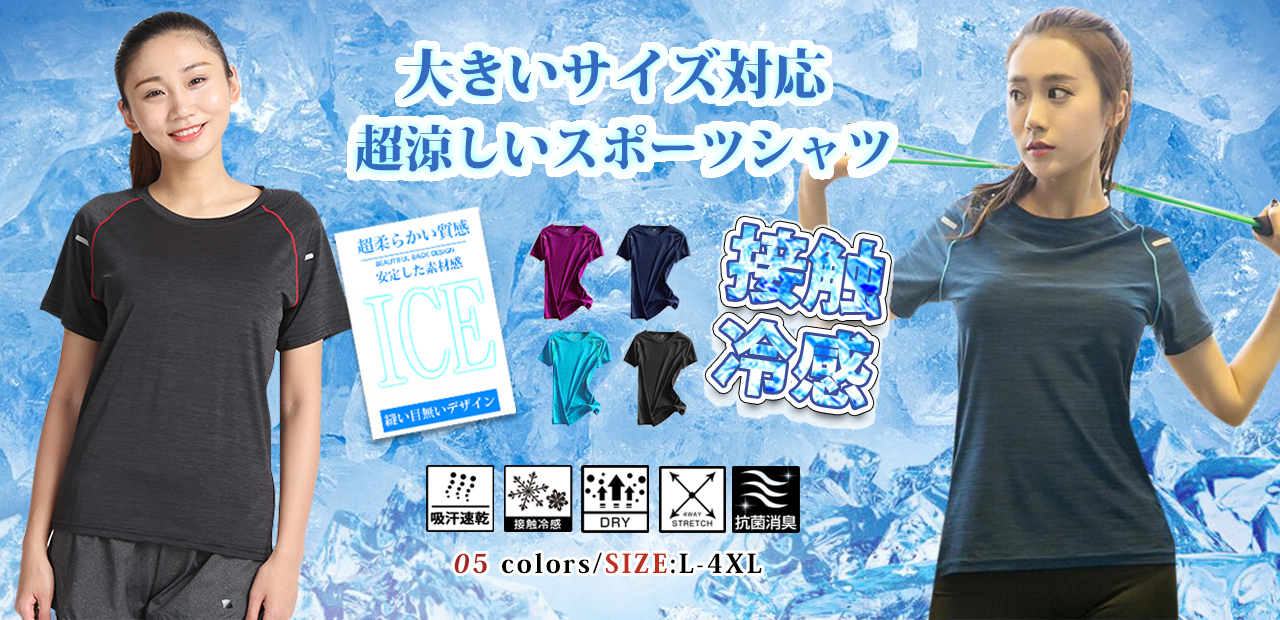 大きいサイズ対応
超涼しいスポーツシャツ
超柔らかい質感
BEAUTIFUL BACK DESIGN
安定した素材感
ICE
縫い目無いデザイン
接触
冷感
吸汗速乾
接触冷感
DRY
4WAY
STRETCH
抗菌消臭
05 colors/SIZE:L-4XL